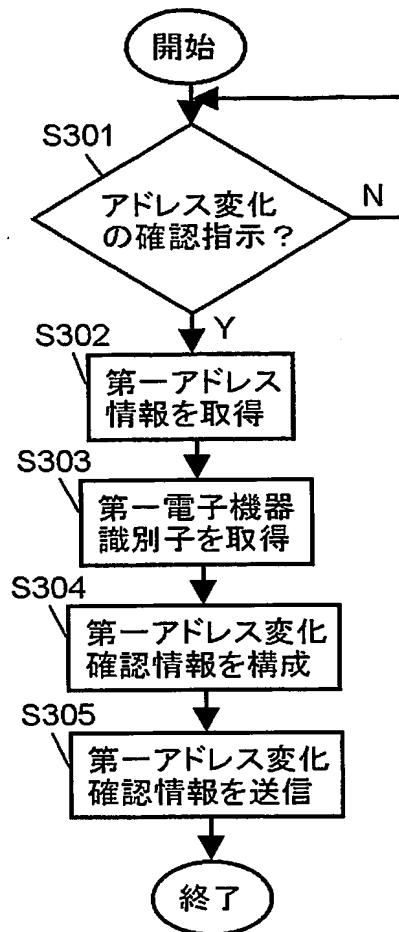 開始
S301
アドレス変化
の確認指示？
N
Y
S302
第一アドレス
情報を取得
S303
第一電子機器
識別子を取得
S304
第一アドレス変化
確認情報を構成
S305
第一アドレス変化
確認情報を送信
終了